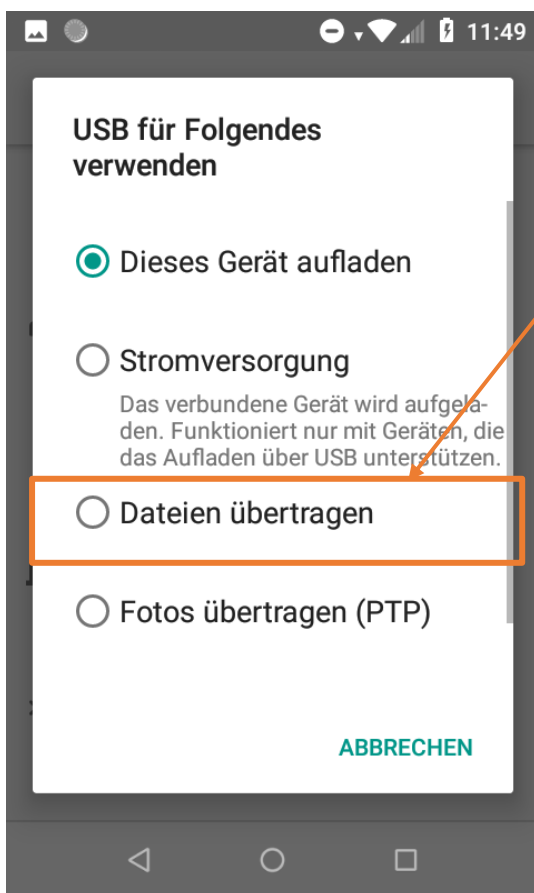 11:49
USB für Folgendes
verwenden
Dieses Gerät aufladen
Stromversorgung
Das verbundene Gerät wird aufgela-
den. Funktioniert nur mit Geräten, die
das Aufladen über USB unterstützen.
Dateien übertragen
Fotos übertragen (PTP)
ABBRECHEN